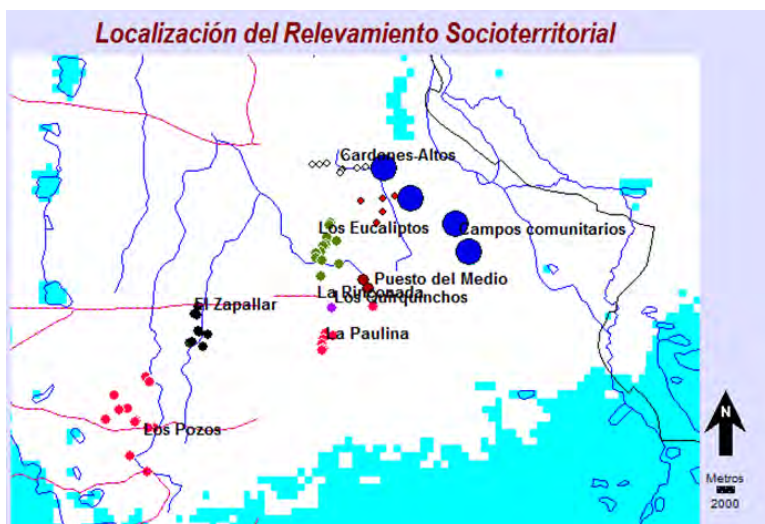 Localización del Relevamiento Socioterritorial
Cardones Altos
Los Eucaliptos
Campos comunitarios
Puesto del Medio
La Rinconada
Los Quirquinchos
El Zapallar
La Paulina
Los Pozos
N
Metros
2000